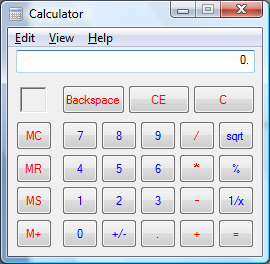 Calculator
Edit View Help
0.
Backspace CE C
MC 7 8 9 / sqrt
MR 4 5 6 * %
MS 1 2 3 - 1/x
M+ 0 +/- . + =